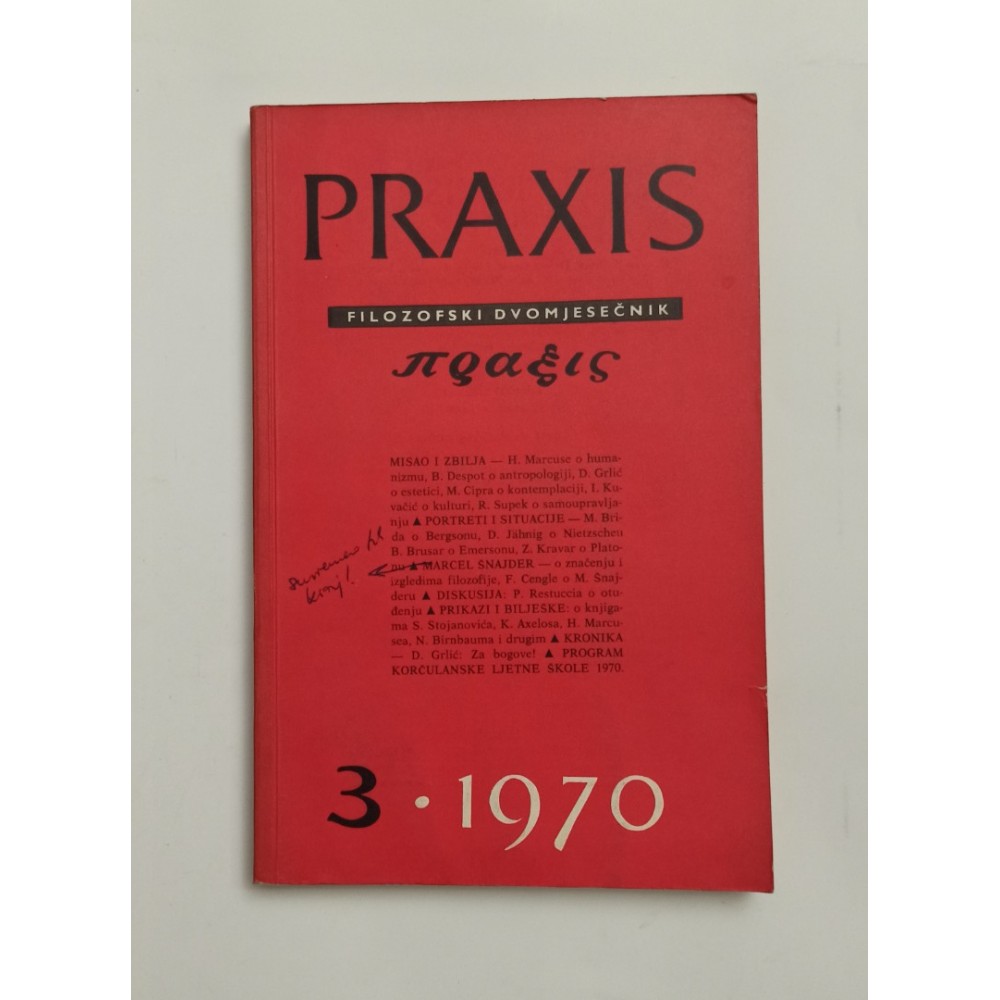 PRAXIS
FILOZOFSKI DVOMJESEČNIK
πραξις
MISAO I ZBILJA — H. Marcuse o huma-
nizmu, B. Despot o antropologiji, D. Grlić
o estetici, M. Cipra o kontemplaciji, I. Ku-
vačić o kulturi, R. Supek o samoupravlja-
nju ▲ PORTRETI I SITUACIJE — M. Bri-
da o Bergsonu, D. Jähnig o Nietzscheu
B. Brusar o Emersonu, Z. Kravar o Plato-
nu ▲ MARCEL ŠNAJDER — o značenju i
izgledima filozofije, F. Cengle o M. Šnaj-
deru ▲ DISKUSIJA: P. Restuccia o otu-
đenju ▲ PRIKAZI I BILJEŠKE: o knjiga-
ma S. Stojanovića, K. Axelosa, H. Marcu-
sea, N. Birnbauma i drugim ▲ KRONIKA
— D. Grlić: Za bogove! ▲ PROGRAM
KORČULANSKE LJETNE ŠKOLE 1970.
3 · 1970